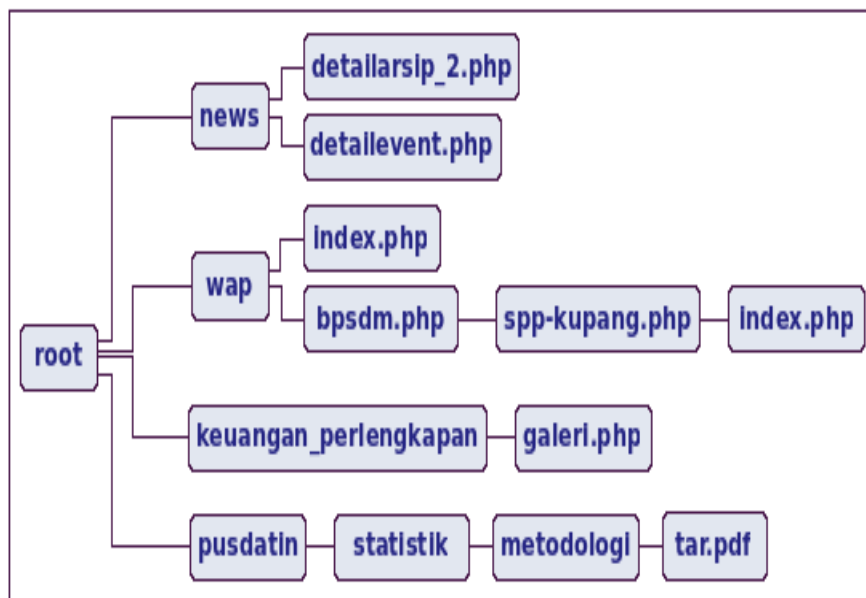 root
news
detailarsip_2.php
detailevent.php
wap
index.php
bpsdm.php
spp-kupang.php
index.php
keuangan_perlengkapan
galeri.php
pusdatin
statistik
metodologi
tar.pdf